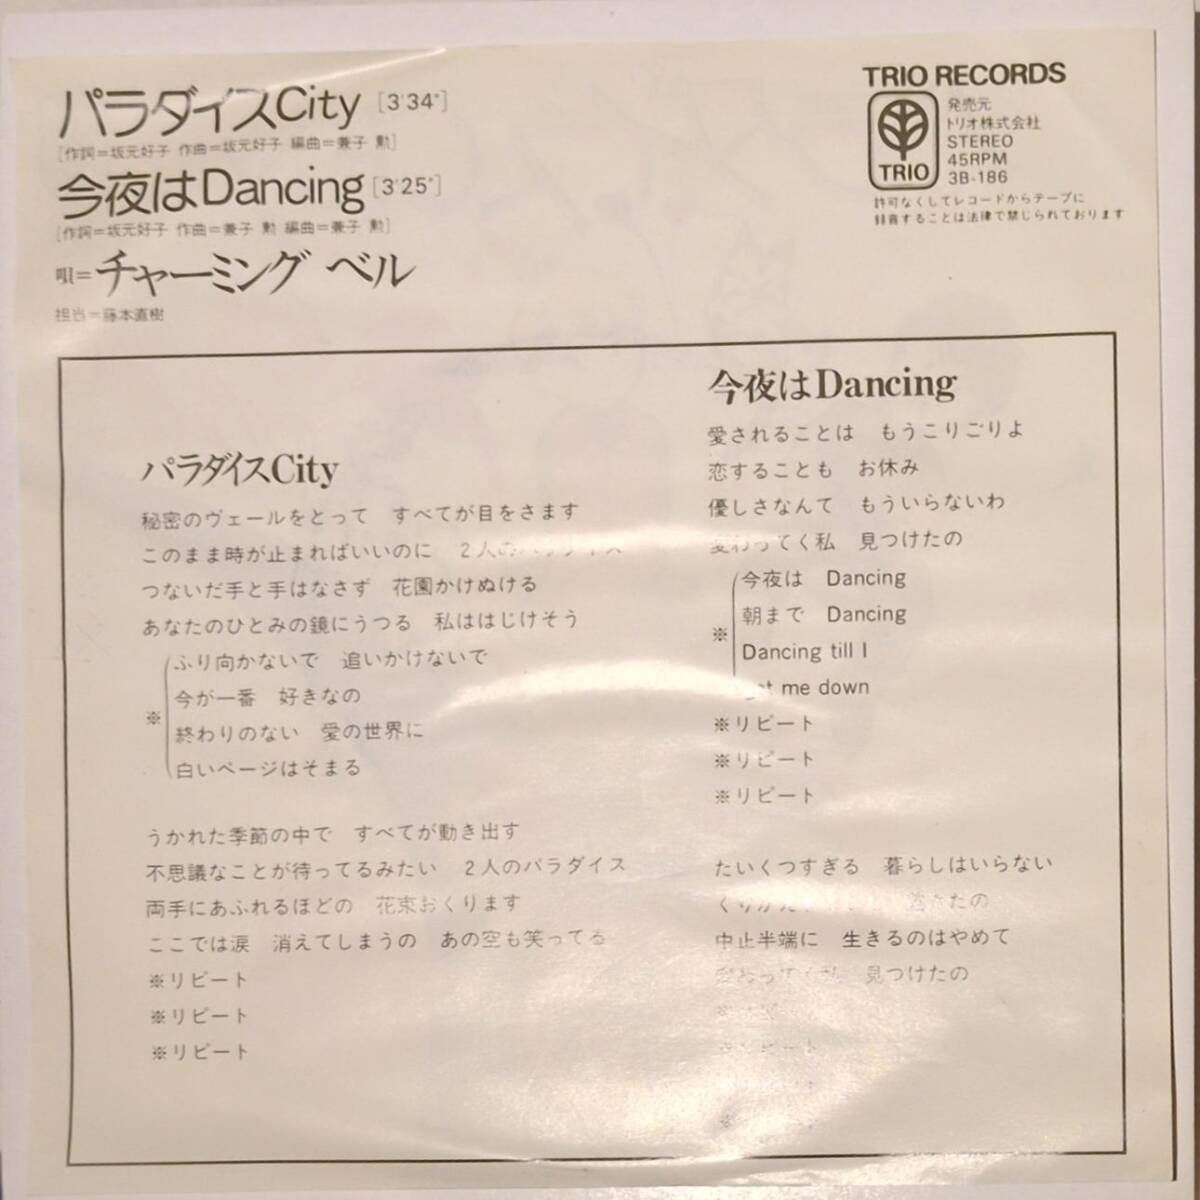 パラダイスCity [3'34"]
[作詞=坂元好子 作曲=坂元好子 編曲=兼子 勲]
今夜はDancing [3'25"]
[作詞=坂元好子 作曲=兼子 勲 編曲=兼子 勲]
唄=チャーミング ベル
担当=藤本直樹
TRIO RECORDS
TRIO
発売元
トリオ株式会社
STEREO
45RPM
3B-186
許可なくしてレコードからテープに
録音することは法律で禁じられております
パラダイスCity
秘密のヴェールをとって すべてが目をさます
このまま時が止まればいいのに 2人のパラダイス
つないだ手と手はなさず 花園かけぬける
あなたのひとみの鏡にうつる 私ははじけそう
ふり向かないで 追いかけないで
今が一番 好きなの
※
終わりのない 愛の世界に
白いページはそまる
うかれた季節の中で すべてが動き出す
不思議なことが待ってるみたい 2人のパラダイス
両手にあふれるほどの 花束おくります
ここでは涙 消えてしまうの あの空も笑ってる
※リピート
※リピート
※リピート
今夜はDancing
愛されることは もうこりごりよ
恋することも お休み
優しさなんて もういらないわ
変わってく私 見つけたの
今夜は Dancing
朝まで Dancing
※
Dancing till I
me down
※リピート
※リピート
※リピート
たいくつすぎる 暮らしはいらない
たの
中止半端に 生きるのはやめて
見つけたの
※
※リピート
※